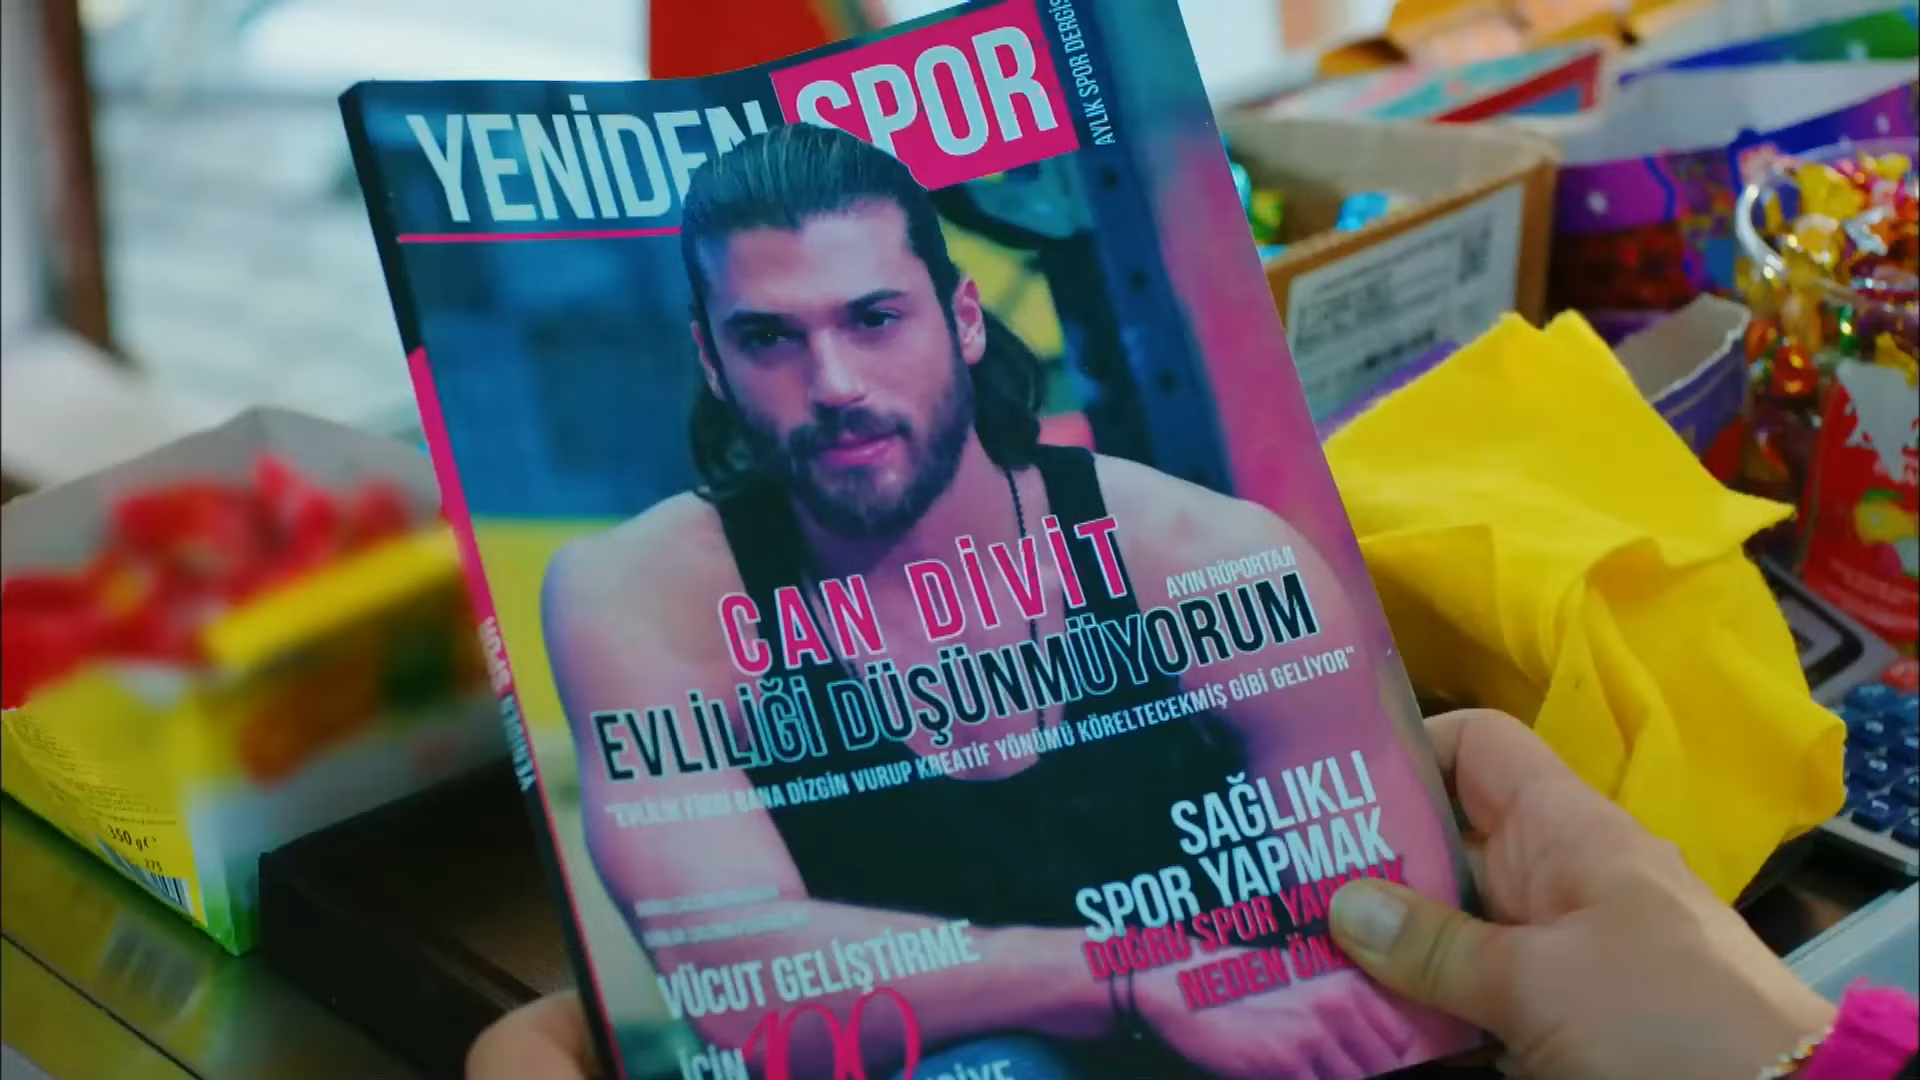 YENİDEN SPOR
AYLIK SPOR DERGİSİ
CAN DİVİT
AYIN RÖPORTAJI
EVLİLİĞİ DÜŞÜNMÜYORUM
"EVLİLİK FİKRİ BANA DİZGİN VURUP KREATİF YÖNÜMÜ KÖRELTECEKMİŞ GİBİ GELİYOR"
SAĞLIKLI
SPOR YAPMAK
DOĞRU SPOR YAPMAK
NEDEN
VÜCUT GELİŞTİRME
İÇİN 100
YENİDEN SPOR
350 g e